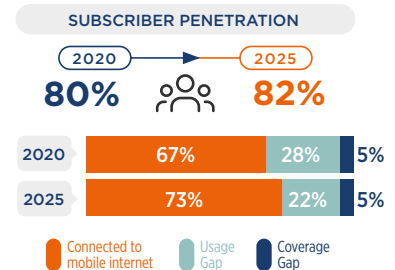 SUBSCRIBER PENETRATION
2020 2025
80% 82%
2020 67% 28% 5%
2025 73% 22% 5%
Connected to Usage Coverage
mobile internet Gap Gap